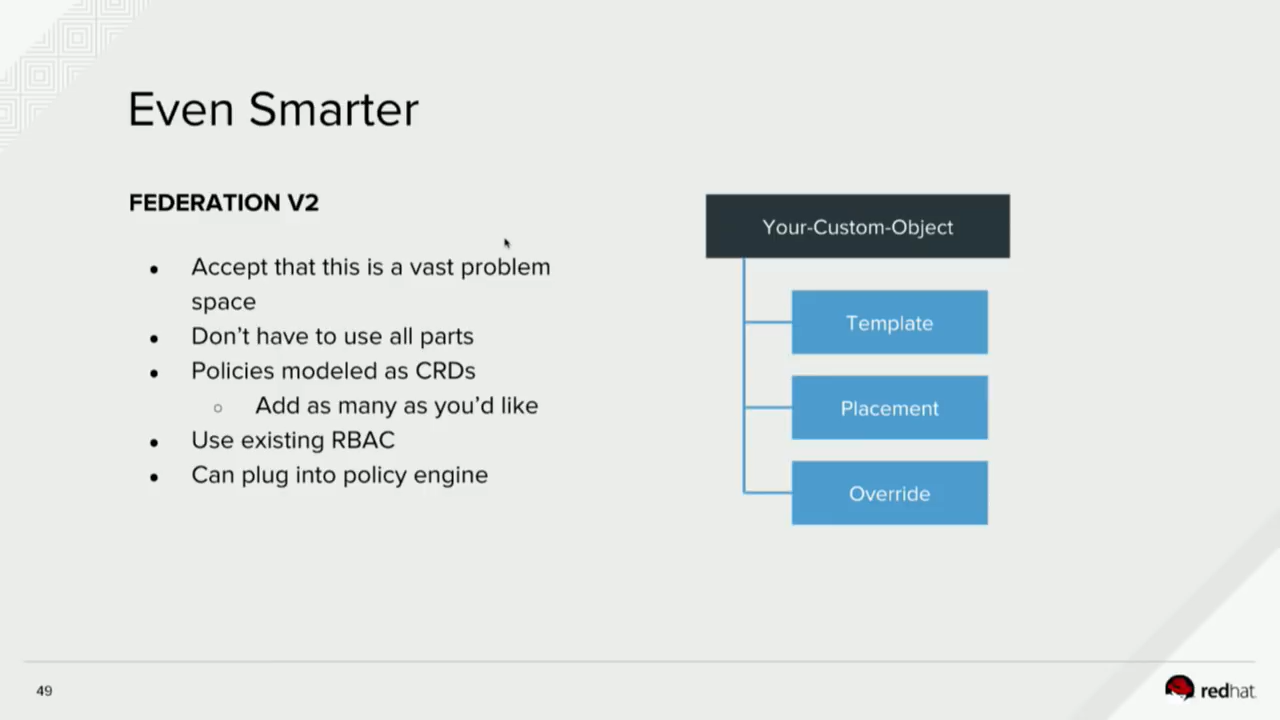 Even Smarter
FEDERATION V2
● Accept that this is a vast problem
space
● Don’t have to use all parts
● Policies modeled as CRDs
○ Add as many as you’d like
● Use existing RBAC
● Can plug into policy engine
Your-Custom-Object
Template
Placement
Override
49
redhat.